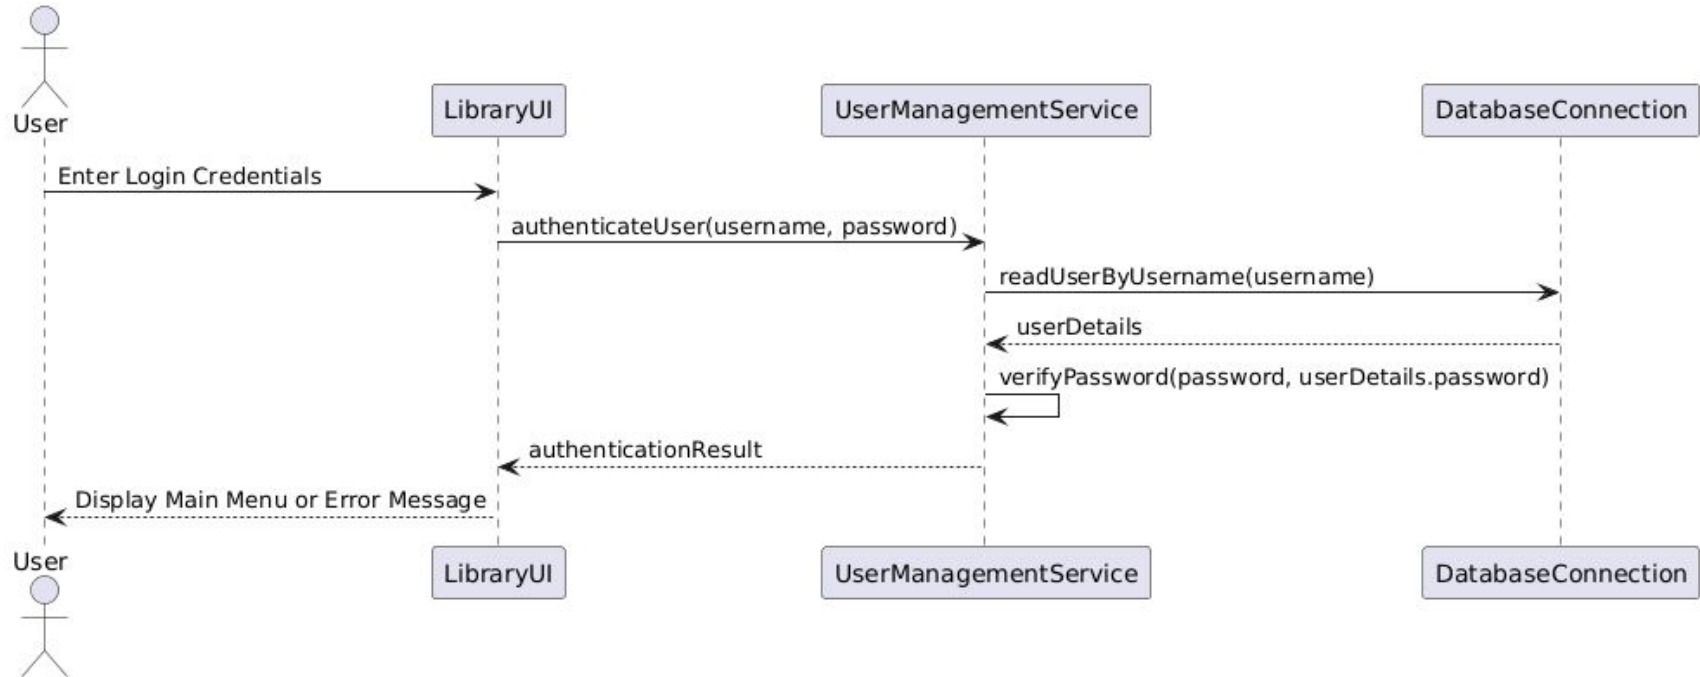 User
LibraryUI
UserManagementService
DatabaseConnection
Enter Login Credentials
authenticateUser(username, password)
readUserByUsername(username)
userDetails
verifyPassword(password, userDetails.password)
authenticationResult
Display Main Menu or Error Message
User
LibraryUI
UserManagementService
DatabaseConnection